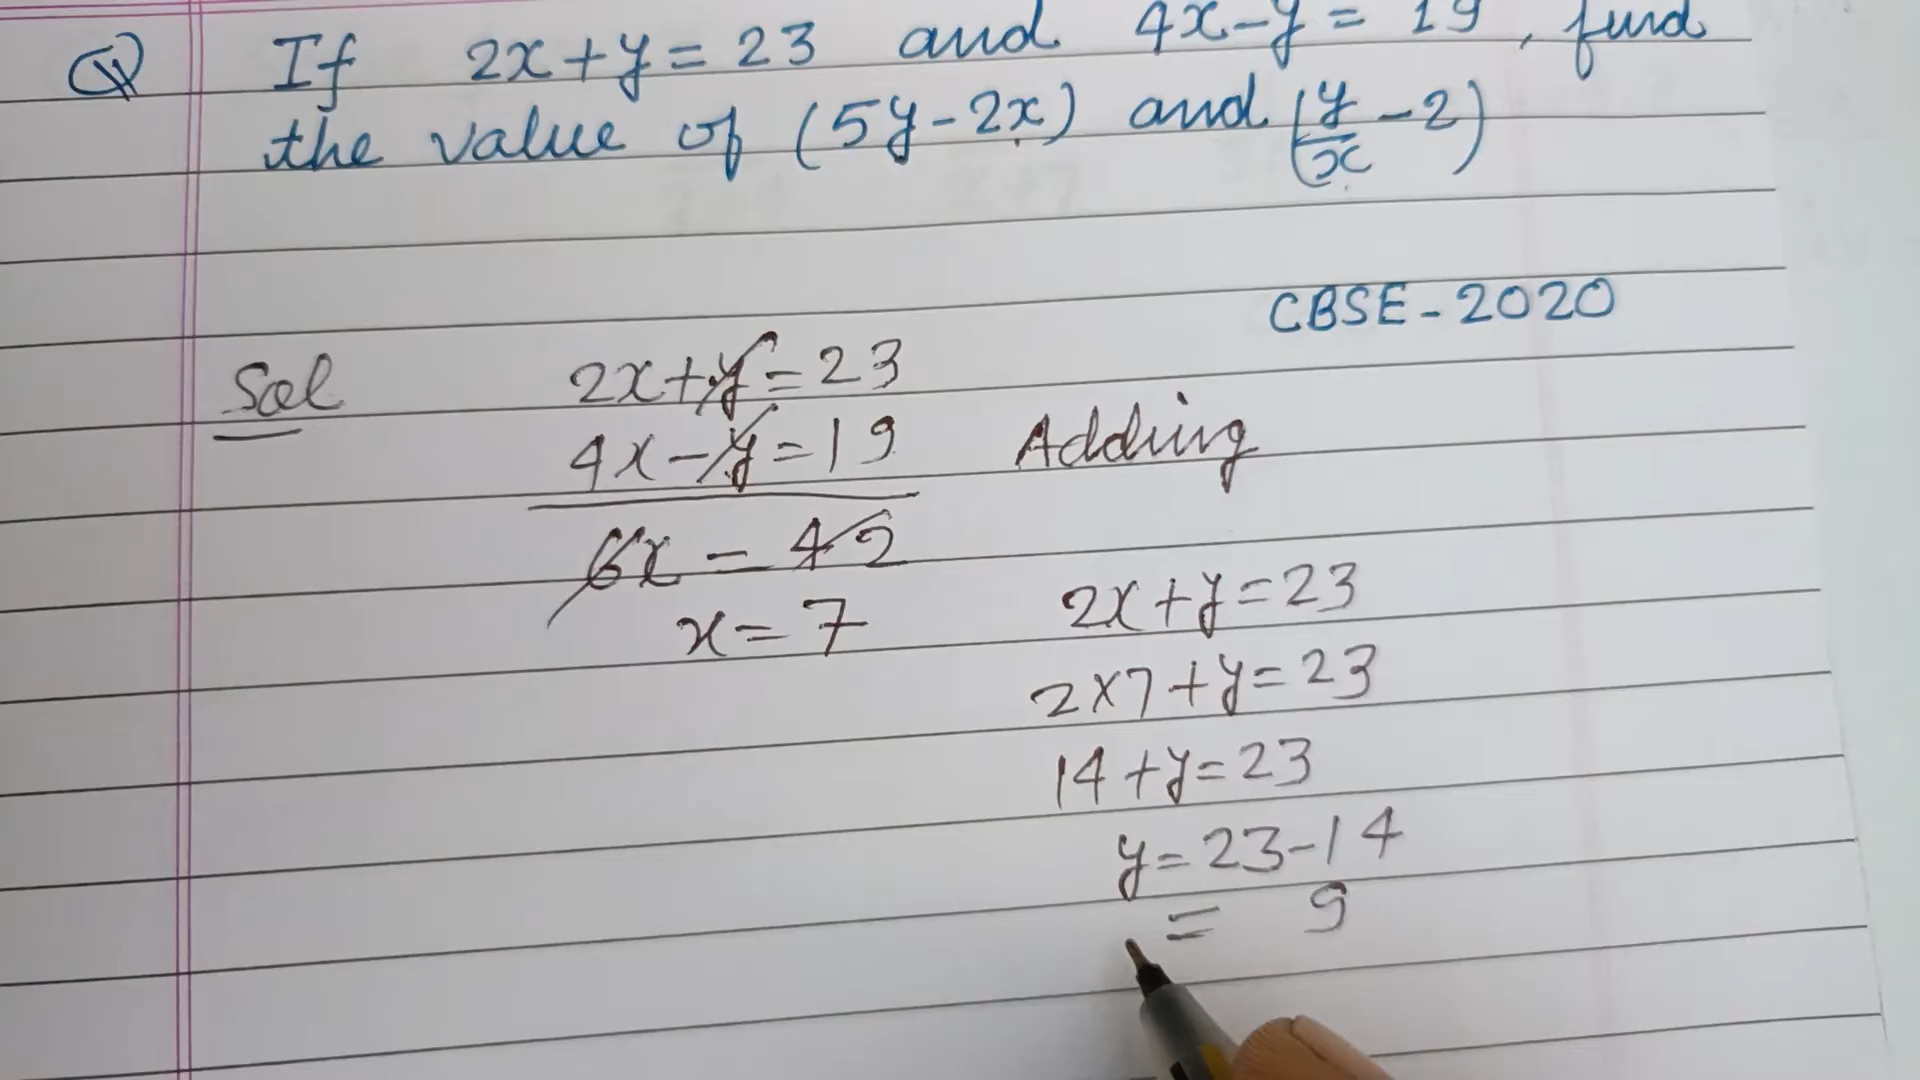 Q If 2x+y=23 and 4x-y=19, find
the value of (5y-2x) and (y/x -2)
CBSE-2020
Sol 2x+y=23
4x-y=19 Adding
6x = 42
x=7
2x+y=23
2×7+y=23
14+y=23
y=23-14
= 9